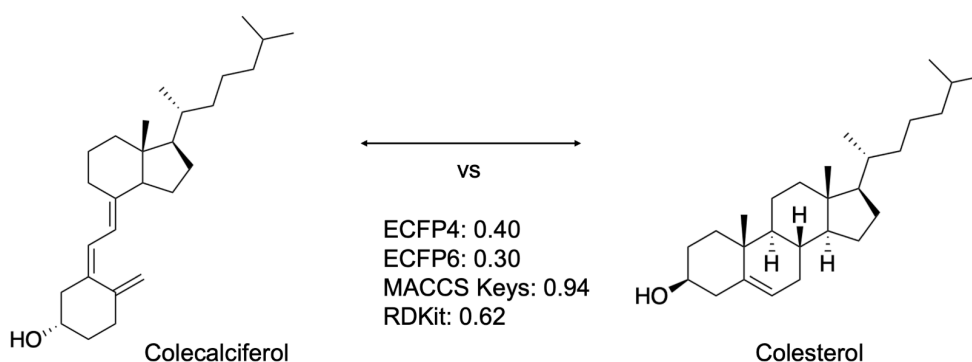 vs
ECFP4: 0.40
ECFP6: 0.30
MACCS Keys: 0.94
RDKit: 0.62
HO
Colecalciferol
H
H
H
HO
Colesterol